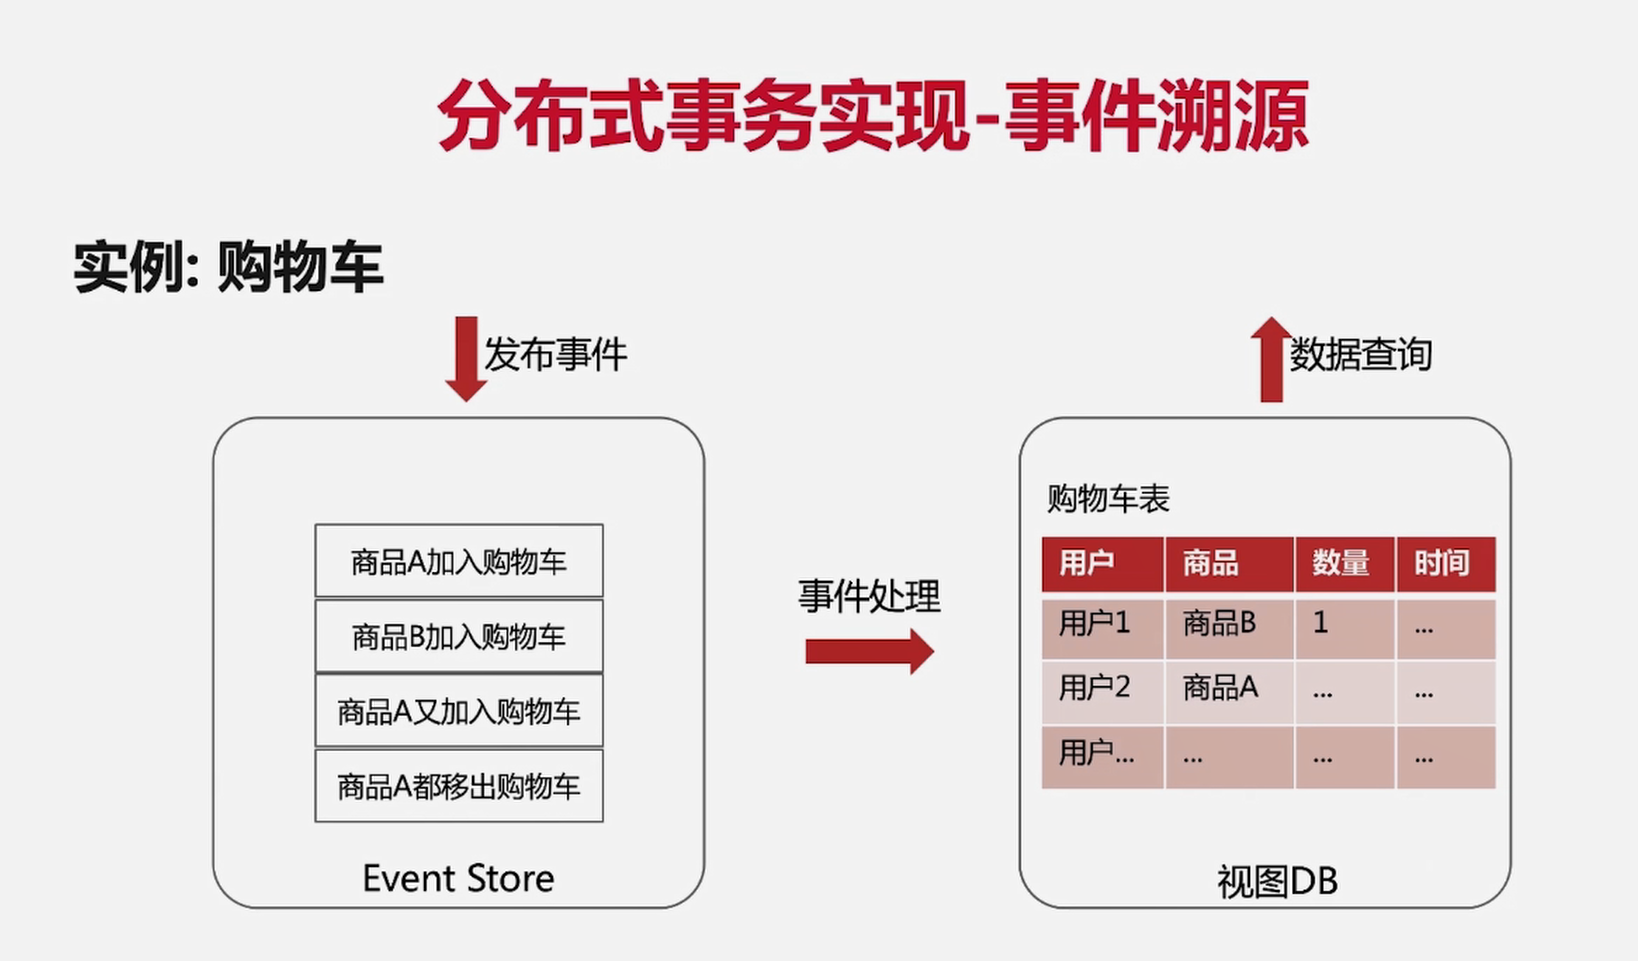 分布式事务实现-事件溯源
实例: 购物车
发布事件
数据查询
商品A加入购物车
商品B加入购物车
商品A又加入购物车
商品A都移出购物车
Event Store
事件处理
购物车表
用户 商品 数量 时间
用户1 商品B 1 ...
用户2 商品A ... ...
用户... ... ... ...
视图DB